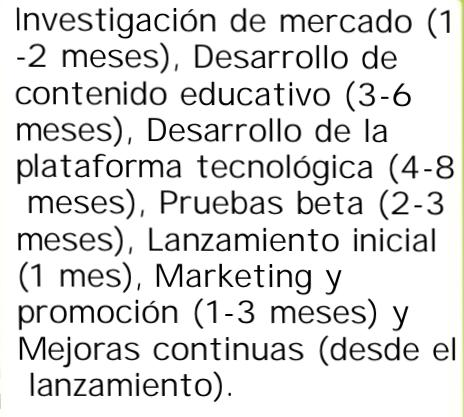 Investigación de mercado (1
-2 meses), Desarrollo de
contenido educativo (3-6
meses), Desarrollo de la
plataforma tecnológica (4-8
meses), Pruebas beta (2-3
meses), Lanzamiento inicial
(1 mes), Marketing y
promoción (1-3 meses) y
Mejoras continuas (desde el
lanzamiento).